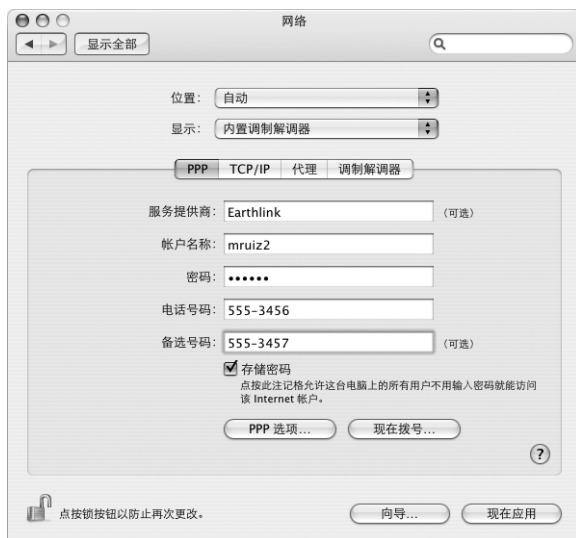 网络
显示全部
位置： 自动
显示： 内置调制解调器
PPP TCP/IP 代理 调制解调器
服务提供商： Earthlink （可选）
帐户名称： mruiz2
密码： ••••••
电话号码： 555-3456
备选号码： 555-3457 （可选）
存储密码
点按此注记格允许这台电脑上的所有用户不用输入密码就能访问
该 Internet 帐户。
PPP 选项... 现在拨号...
?
点按锁按钮以防止再次更改。 向导... 现在应用